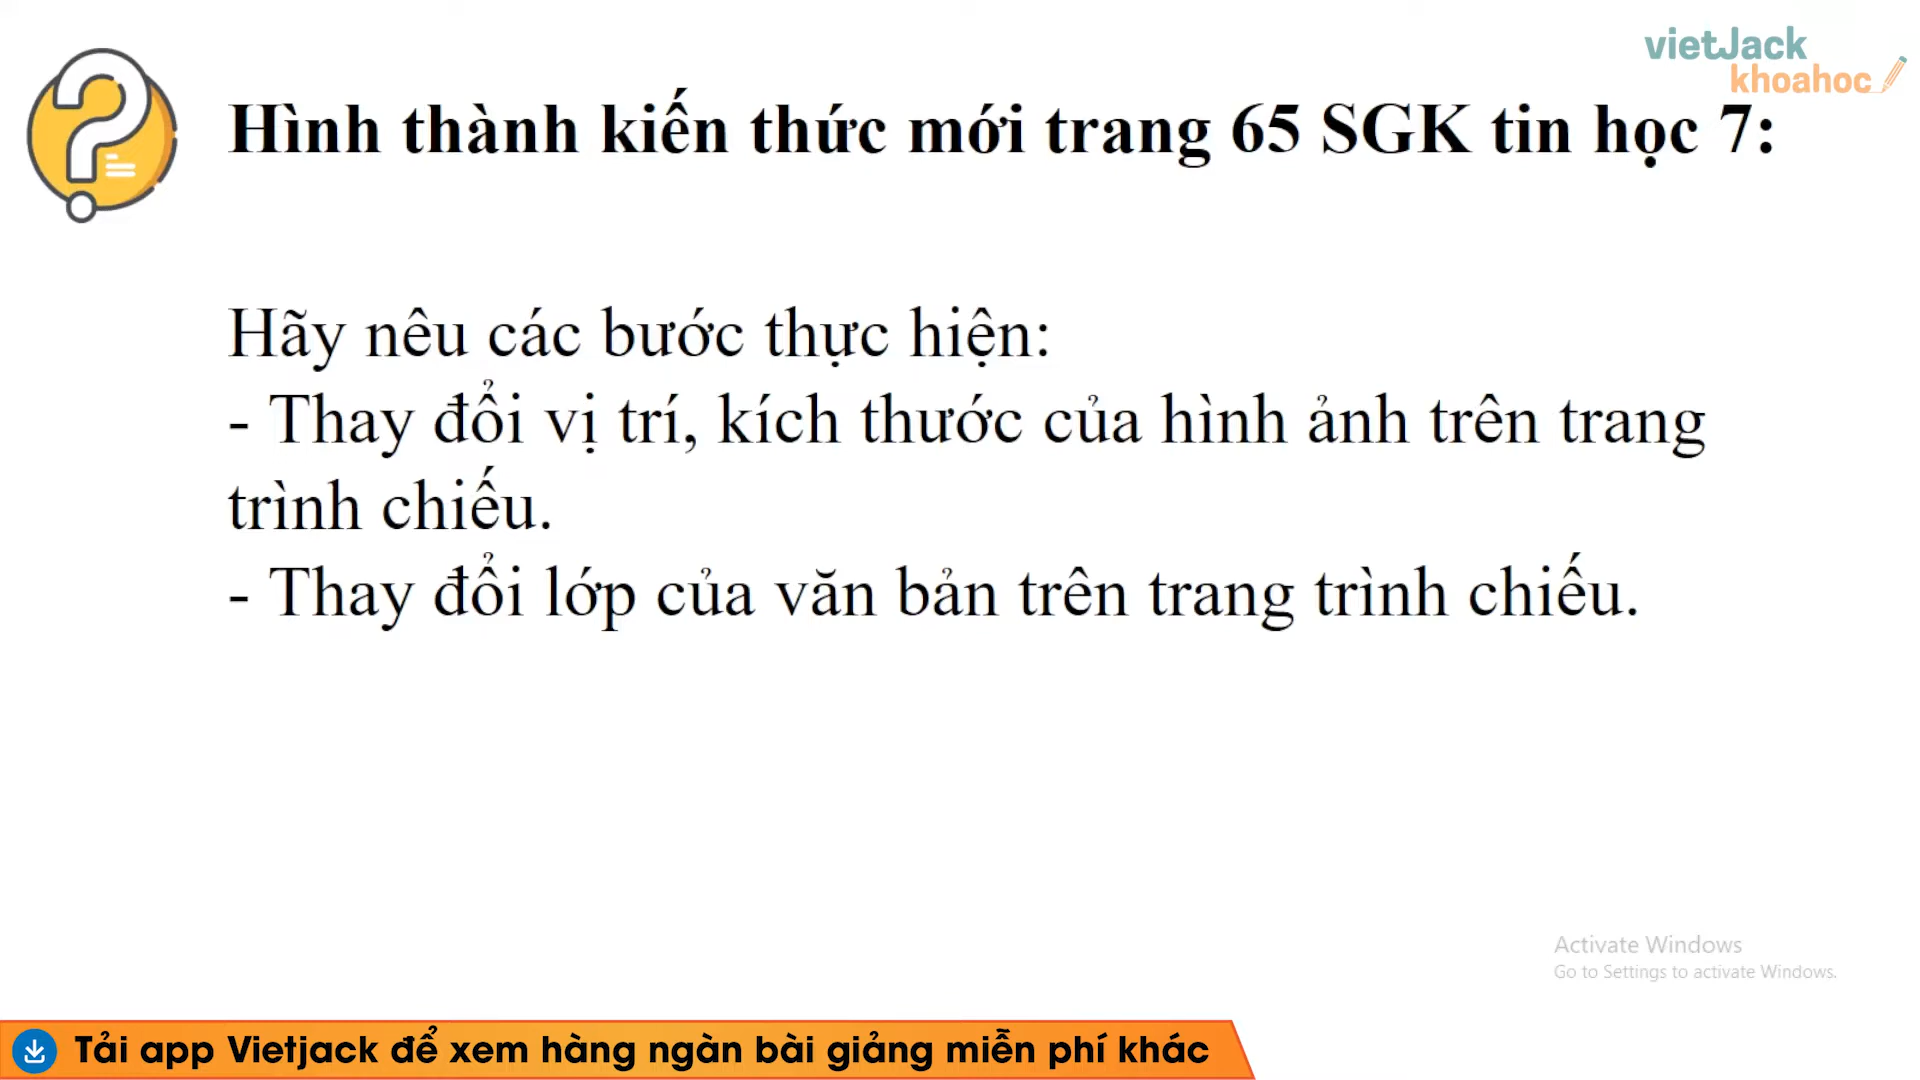 vietJack
khoahoc
Hình thành kiến thức mới trang 65 SGK tin học 7:
Hãy nêu các bước thực hiện:
- Thay đổi vị trí, kích thước của hình ảnh trên trang
trình chiếu.
- Thay đổi lớp của văn bản trên trang trình chiếu.
Activate Windows
Go to Settings to activate Windows.
Tải app Vietjack để xem hàng ngàn bài giảng miễn phí khác